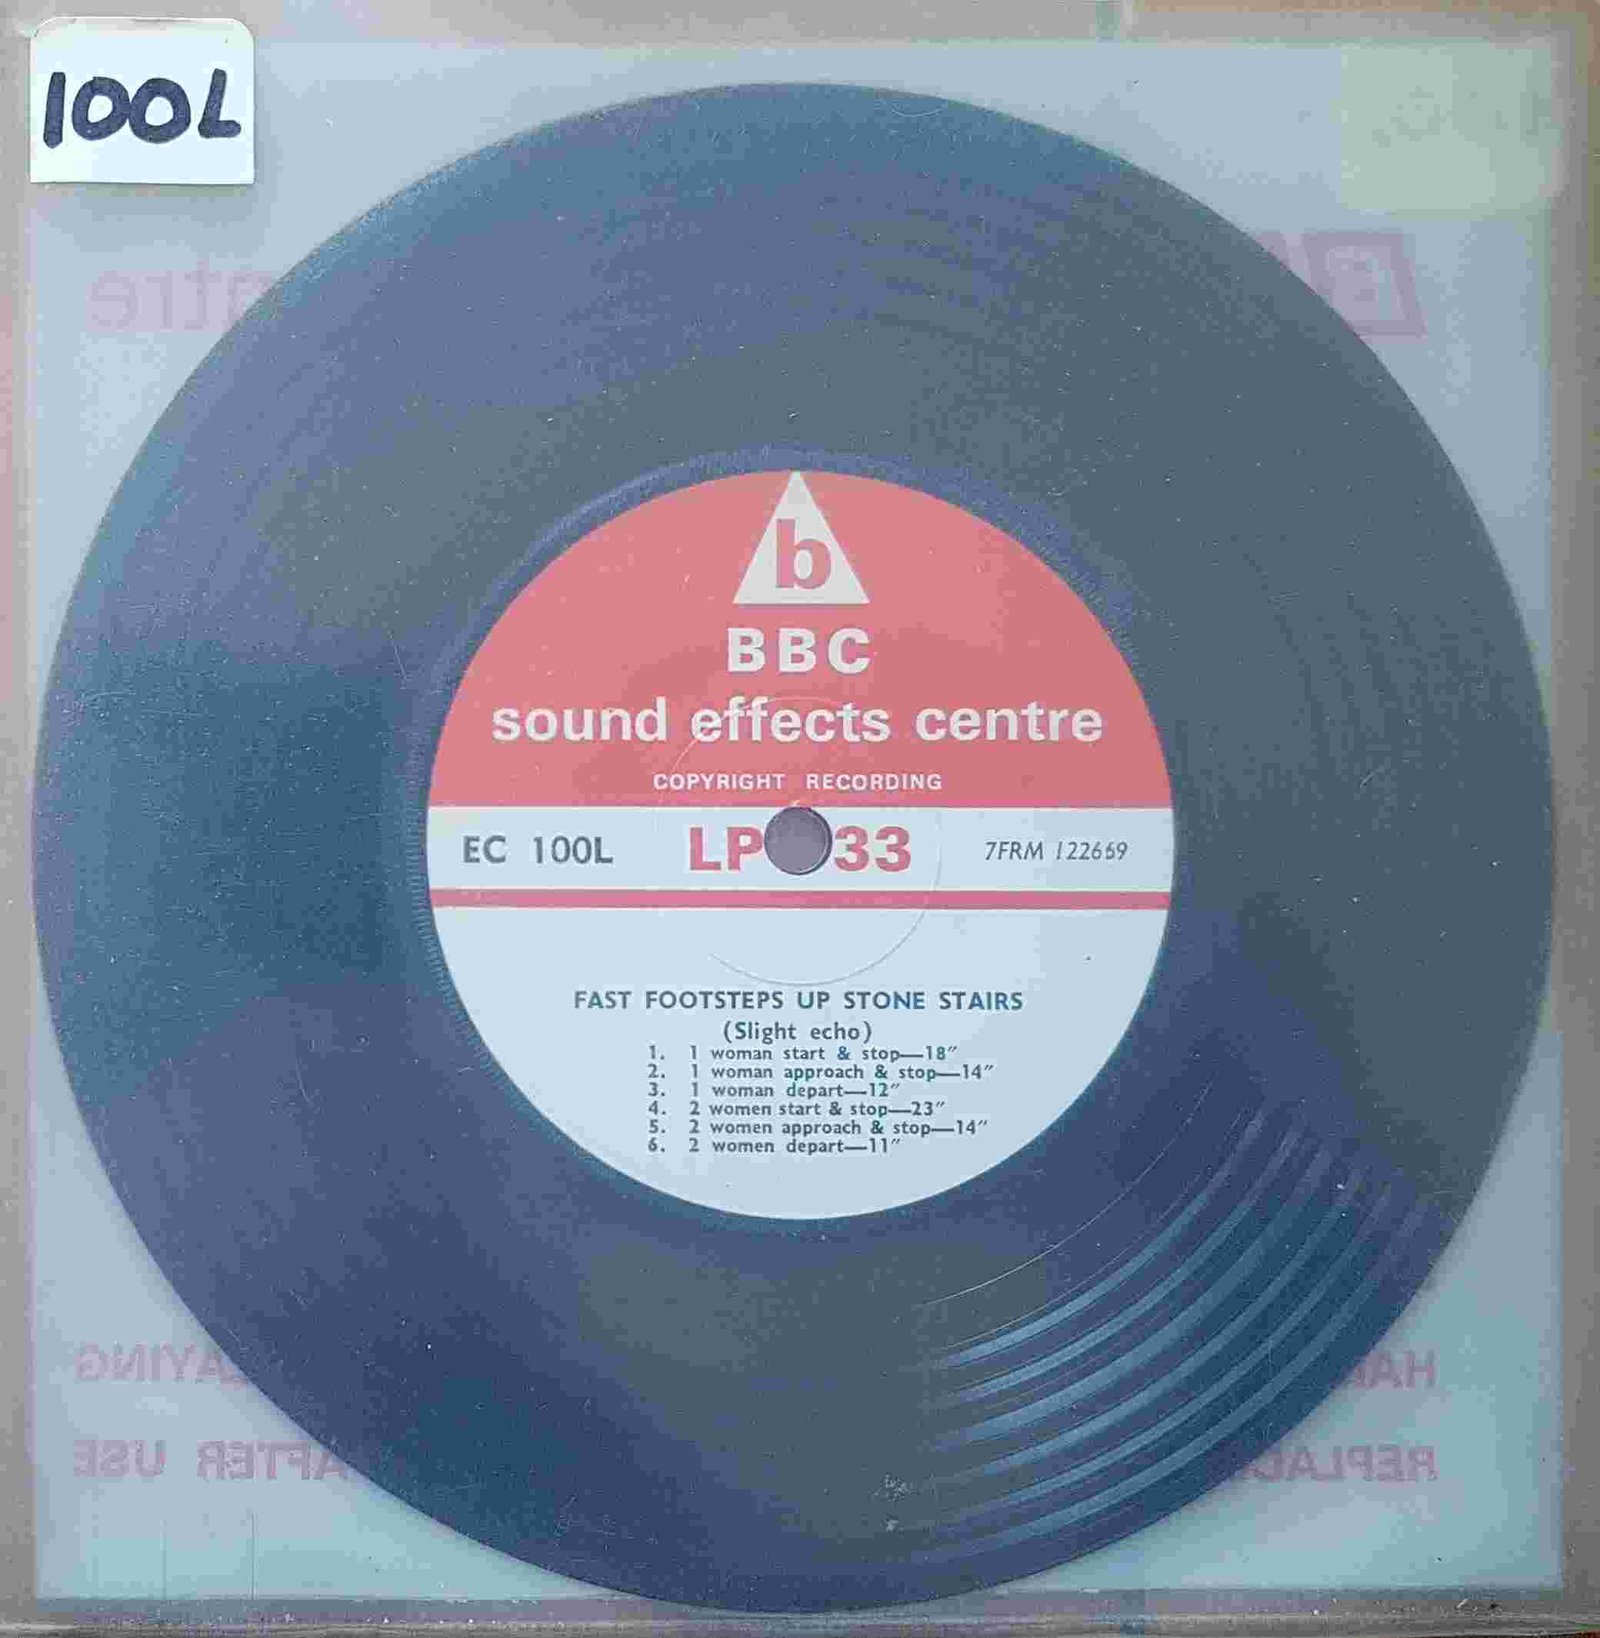 100L
b
BBC
sound effects centre
COPYRIGHT RECORDING
EC 100L LP 33 7FRM 122669
FAST FOOTSTEPS UP STONE STAIRS
(Slight echo)
1. 1 woman start & stop—18″
2. 1 woman approach & stop—14″
3. 1 woman depart—12″
4. 2 women start & stop—23″
5. 2 women approach & stop—14″
6. 2 women depart—11″
AFTER USE